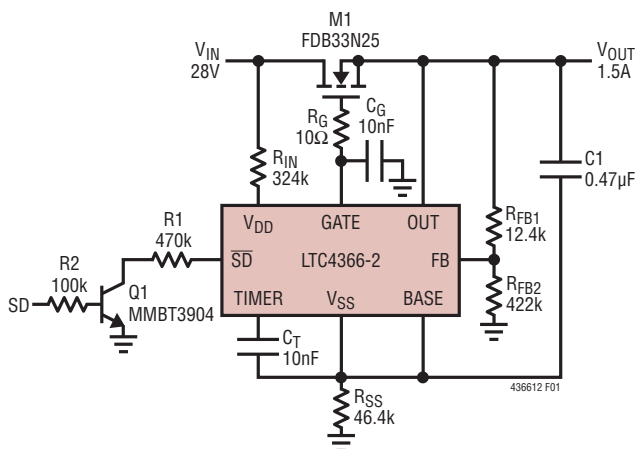 M1
FDB33N25
VIN
28V
VOUT
1.5A
RG
10Ω
CG
10nF
C1
0.47µF
RIN
324k
RFB1
12.4k
R1
470k
VDD
GATE
OUT
SD
LTC4366-2
FB
R2
100k
SD
Q1
MMBT3904
TIMER
VSS
BASE
RFB2
422k
CT
10nF
436612 F01
RSS
46.4k